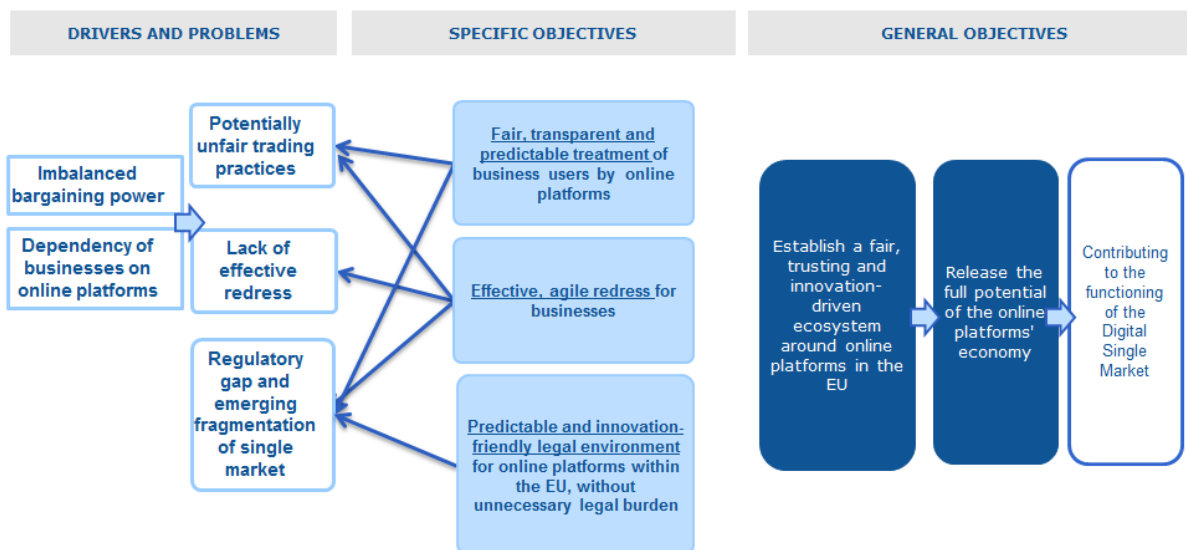 DRIVERS AND PROBLEMS
SPECIFIC OBJECTIVES
GENERAL OBJECTIVES
Imbalanced
bargaining power
Dependency of
businesses on
online platforms
Potentially
unfair trading
practices
Lack of
effective
redress
Regulatory
gap and
emerging
fragmentation
of single
market
Fair, transparent and
predictable treatment of
business users by online
platforms
Effective, agile redress for
businesses
Predictable and innovation-
friendly legal environment
for online platforms within
the EU, without
unnecessary legal burden
Establish a fair,
trusting and
innovation-
driven
ecosystem
around online
platforms in the
EU
Release the
full potential
of the online
platforms'
economy
Contributing
to the
functioning
of the
Digital
Single
Market